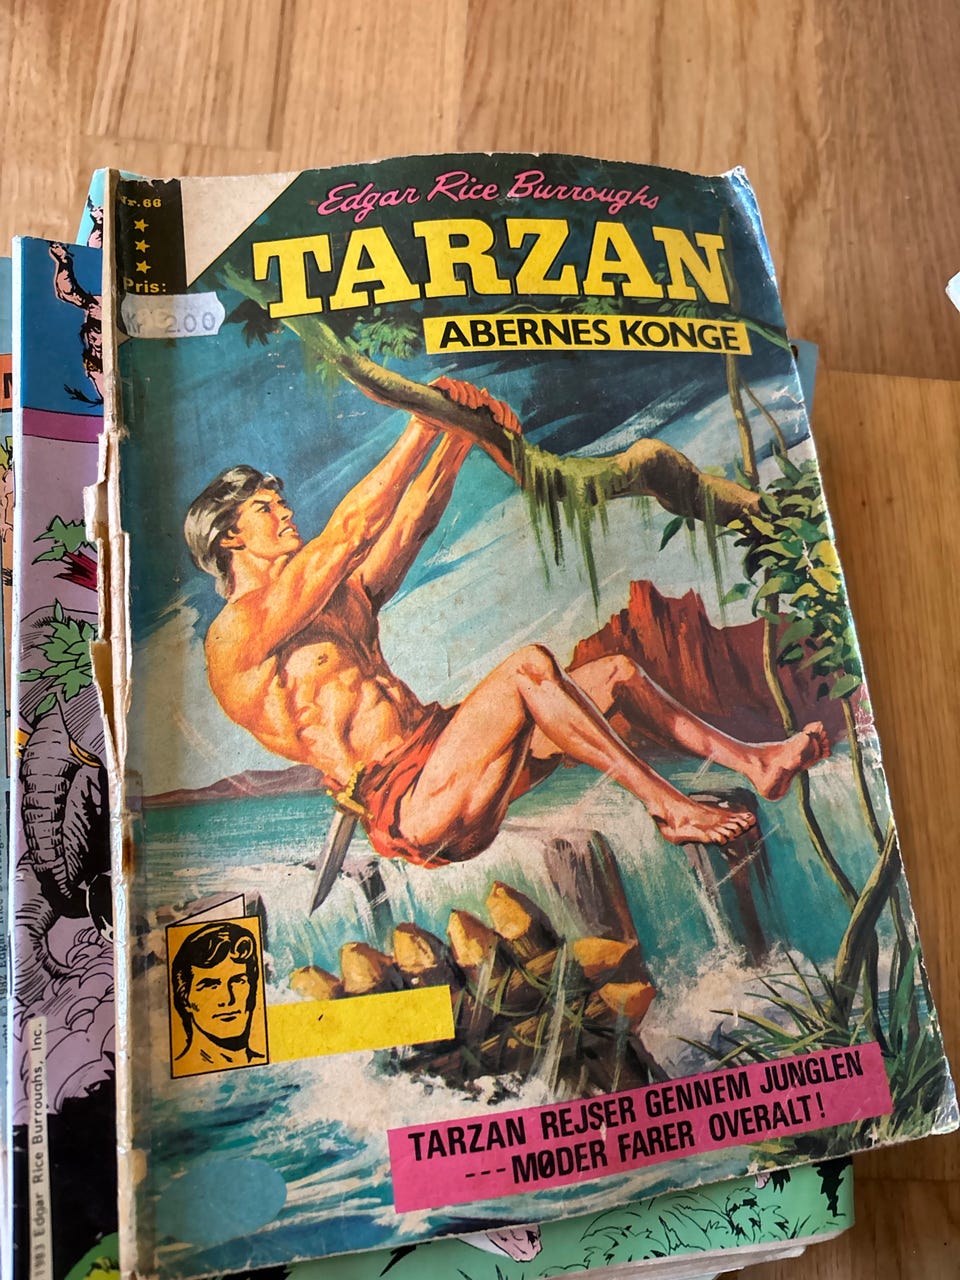 Edgar Rice Burroughs
Nr. 66
TARZAN
Pris:
Kr 2.00
ABERNES KONGE
TARZAN REJSER GENNEM JUNGLEN
---MØDER FARER OVERALT!
1983 Edgar Rice Burroughs, Inc.